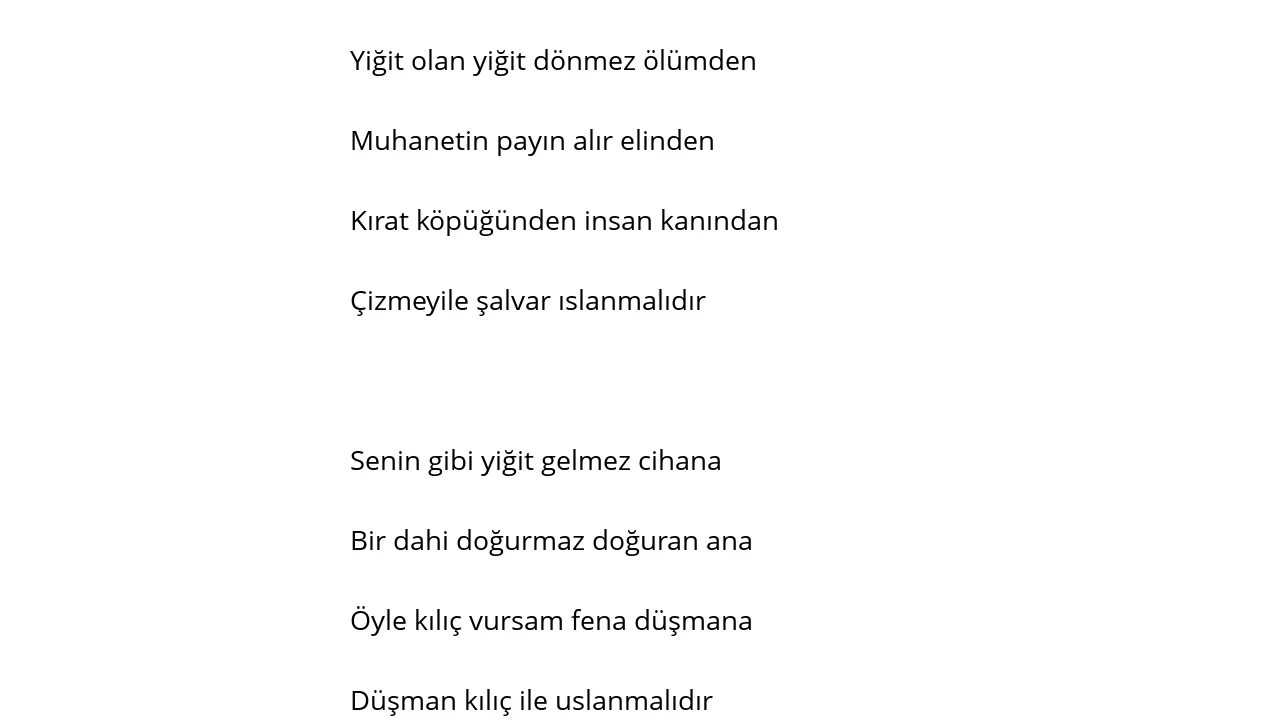 Yiğit olan yiğit dönmez ölümden
Muhanetin payın alır elinden
Kırat köpüğünden insan kanından
Çizmeyile şalvar ıslanmalıdır
Senin gibi yiğit gelmez cihana
Bir dahi doğurmaz doğuran ana
Öyle kılıç vursam fena düşmana
Düşman kılıç ile uslanmalıdır